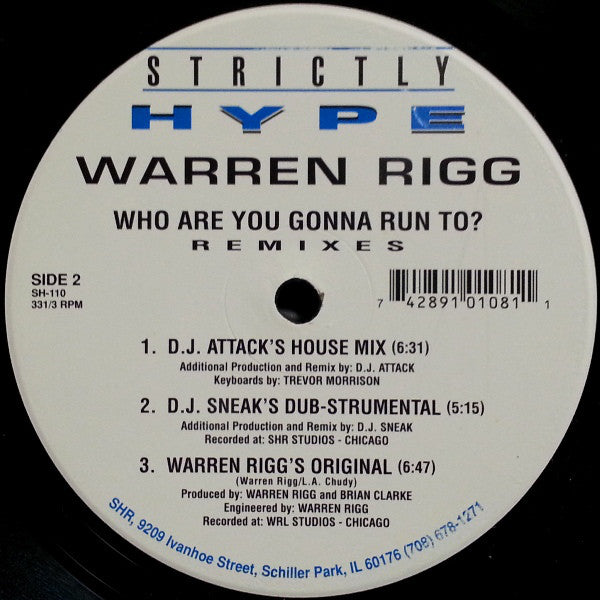 STRICTLY
HYPE
WARREN RIGG
WHO ARE YOU GONNA RUN TO?
REMIXES
SIDE 2
SH-110
331/3 RPM
7 42891 01081 1
1. D.J. ATTACK'S HOUSE MIX (6:31)
Additional Production and Remix by: D.J. ATTACK
Keyboards by: TREVOR MORRISON
2. D.J. SNEAK'S DUB-STRUMENTAL (5:15)
Additional Production and Remix by: D.J. SNEAK
Recorded at: SHR STUDIOS - CHICAGO
3. WARREN RIGG'S ORIGINAL (6:47)
(Warren Rigg/L.A. Chudy)
Produced by: WARREN RIGG and BRIAN CLARKE
Engineered by: WARREN RIGG
Recorded at: WRL STUDIOS - CHICAGO
SHR, 9209 Ivanhoe Street, Schiller Park, IL 60176 (708) 678-1271